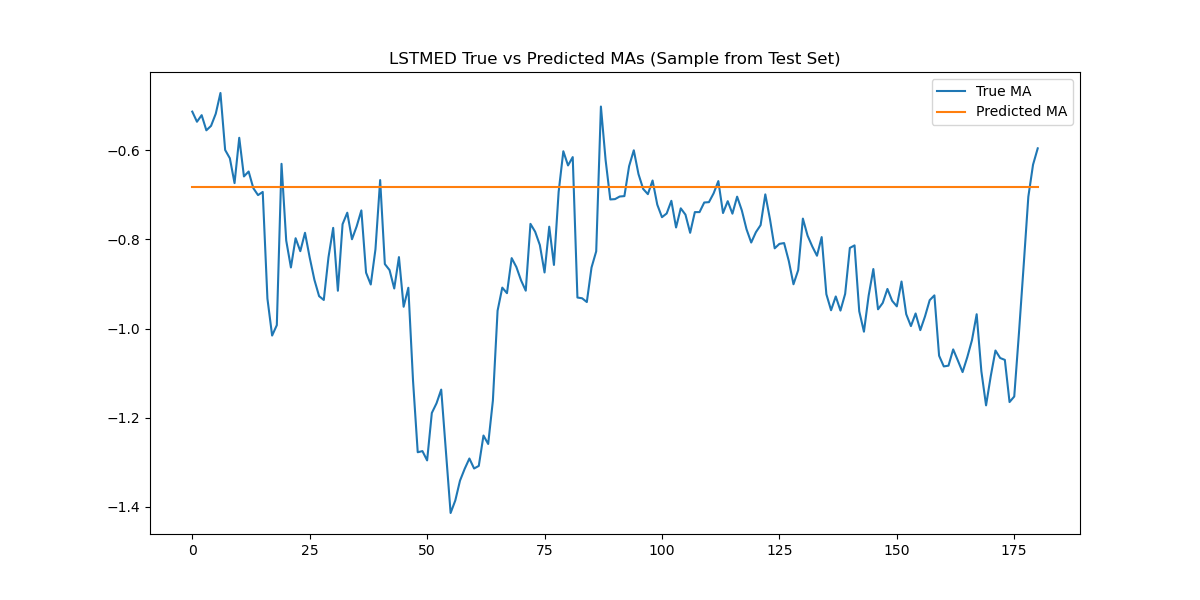 LSTMED True vs Predicted MAs (Sample from Test Set)
True MA
Predicted MA
−0.6
−0.8
−1.0
−1.2
−1.4
0 25 50 75 100 125 150 175